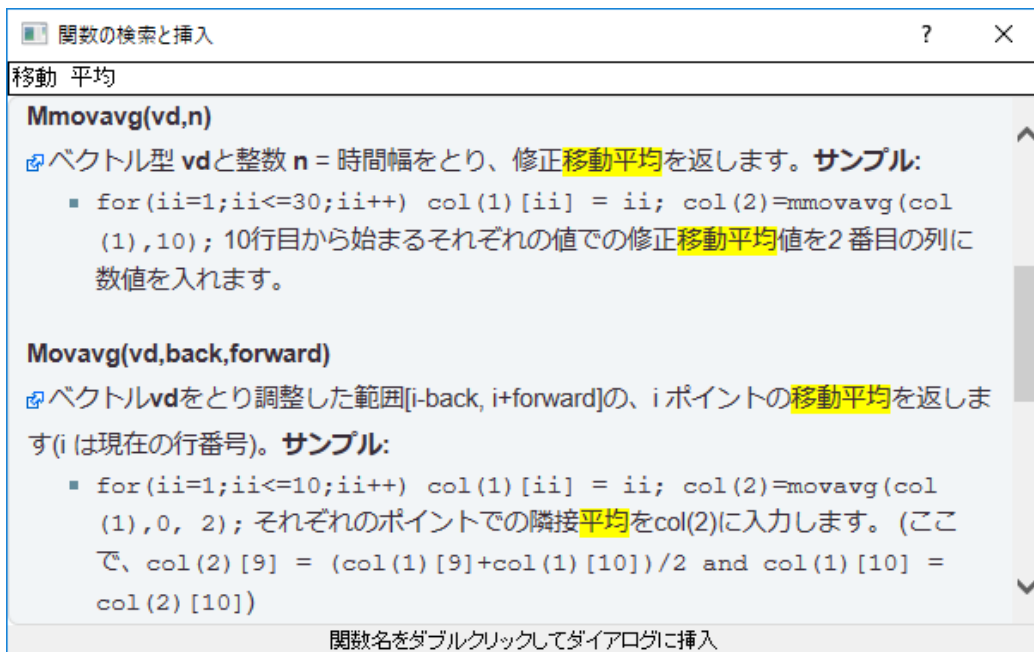 関数の検索と挿入 ? ×
移動 平均
Mmovavg(vd,n)
ベクトル型 vdと整数 n = 時間幅をとり、修正移動平均を返します。サンプル:
for(ii=1;ii<=30;ii++) col(1)[ii] = ii; col(2)=mmovavg(col
(1),10); 10行目から始まるそれぞれの値での修正移動平均値を2 番目の列に
数値を入れます。
Movavg(vd,back,forward)
ベクトルvdをとり調整した範囲[i-back, i+forward]の、i ポイントの移動平均を返しま
す(i は現在の行番号)。サンプル:
for(ii=1;ii<=10;ii++) col(1)[ii] = ii; col(2)=movavg(col
(1),0, 2); それぞれのポイントでの隣接平均をcol(2)に入力します。 (ここ
で、col(2)[9] = (col(1)[9]+col(1)[10])/2 and col(1)[10] =
col(2)[10])
関数名をダブルクリックしてダイアログに挿入